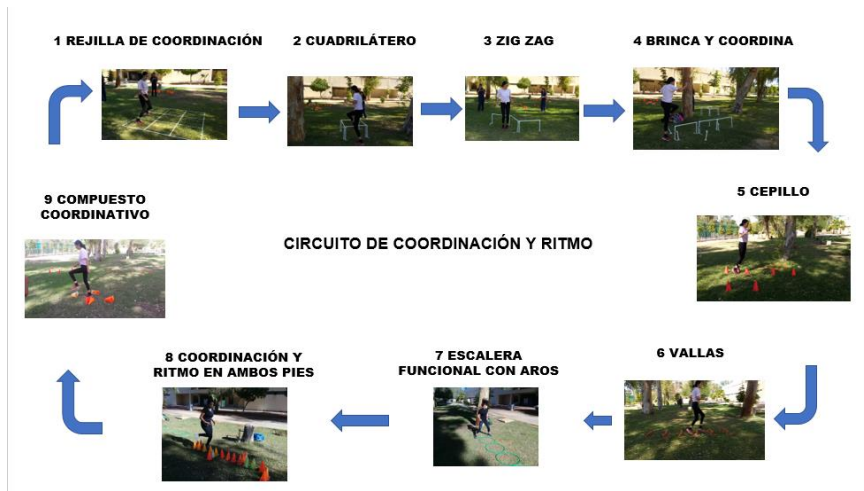 1 REJILLA DE COORDINACIÓN
2 CUADRILÁTERO
3 ZIG ZAG
4 BRINCA Y COORDINA
5 CEPILLO
9 COMPUESTO
COORDINATIVO
CIRCUITO DE COORDINACIÓN Y RITMO
6 VALLAS
7 ESCALERA
FUNCIONAL CON AROS
8 COORDINACIÓN Y
RITMO EN AMBOS PIES